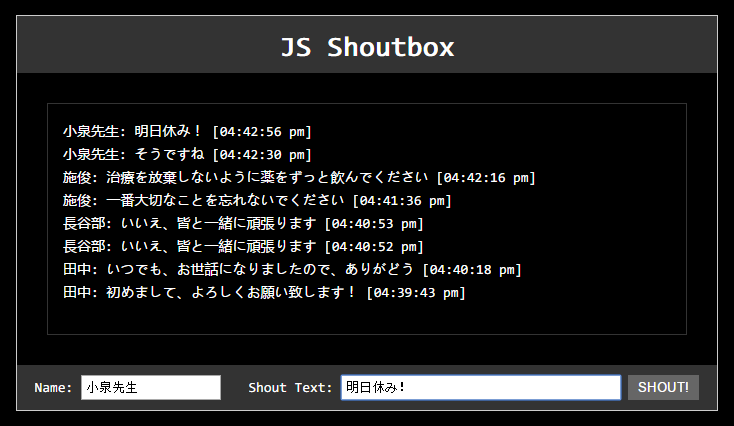 JS Shoutbox
小泉先生: 明日休み! [04:42:56 pm]
小泉先生: そうですね [04:42:30 pm]
施俊: 治療を放棄しないように薬をずっと飲んでください [04:42:16 pm]
施俊: 一番大切なことを忘れないでください [04:41:36 pm]
長谷部: いいえ、皆と一緒に頑張ります [04:40:53 pm]
長谷部: いいえ、皆と一緒に頑張ります [04:40:52 pm]
田中: いつでも、お世話になりましたので、ありがどう [04:40:18 pm]
田中: 初めまして、よろしくお願い致します! [04:39:43 pm]
Name: 小泉先生 Shout Text: 明日休み! SHOUT!